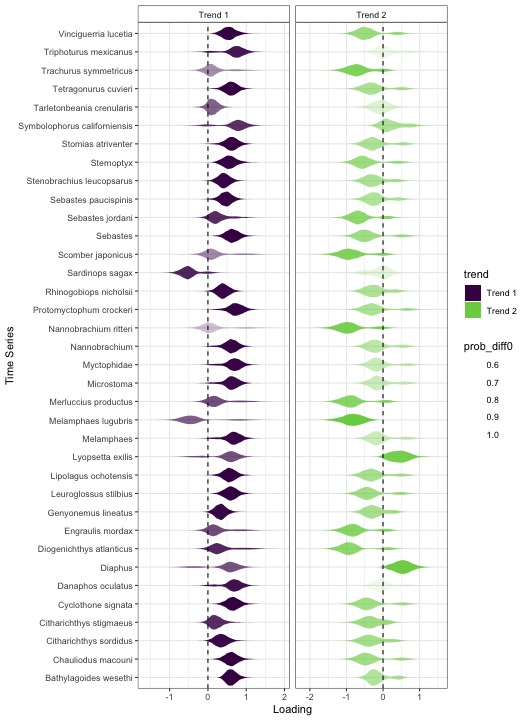 Trend 1
Trend 2
Vinciguerria lucetia
Triphoturus mexicanus
Trachurus symmetricus
Tetragonurus cuvieri
Tarletonbeania crenularis
Symbolophorus californiensis
Stomias atriventer
Sternoptyx
Stenobrachius leucopsarus
Sebastes paucispinis
Sebastes jordani
Sebastes
Scomber japonicus
Sardinops sagax
Rhinogobiops nicholsii
Protomyctophum crockeri
Nannobrachium ritteri
Nannobrachium
Myctophidae
Microstoma
Merluccius productus
Melamphaes lugubris
Melamphaes
Lyopsetta exilis
Lipolagus ochotensis
Leuroglossus stilbius
Genyonemus lineatus
Engraulis mordax
Diogenichthys atlanticus
Diaphus
Danaphos oculatus
Cyclothone signata
Citharichthys stigmaeus
Citharichthys sordidus
Chauliodus macouni
Bathylagoides wesethi
Time Series
-1 0 1 2
-2 -1 0 1
Loading
trend
Trend 1
Trend 2
prob_diff0
0.6
0.7
0.8
0.9
1.0